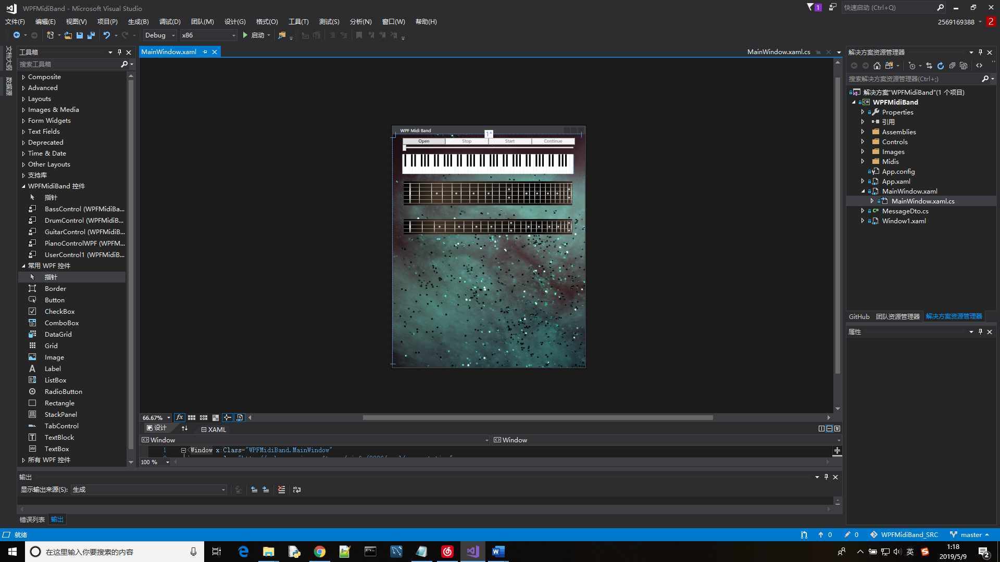 WPFMidiBand - Microsoft Visual Studio
1
快速启动 (Ctrl+Q)
文件(F) 编辑(E) 视图(V) 项目(P) 生成(B) 调试(D) 团队(M) 设计(G) 格式(O) 工具(T) 测试(S) 分析(N) 窗口(W) 帮助(H)
2569169388
2
Debug
x86
启动
文档大纲
数据源
工具箱
搜索工具箱
Composite
Advanced
Layouts
Images & Media
Form Widgets
Text Fields
Deprecated
Time & Date
Other Layouts
支持库
WPFMidiBand 控件
指针
BassControl (WPFMidiBa...
DrumControl (WPFMidiB...
GuitarControl (WPFMidiB...
PianoControlWPF (WPFM...
UserControl1 (WPFMidiB...
常用 WPF 控件
指针
Border
Button
CheckBox
ComboBox
DataGrid
Grid
Image
Label
ListBox
RadioButton
Rectangle
StackPanel
TabControl
TextBlock
TextBox
所有 WPF 控件
MainWindow.xaml
MainWindow.xaml.cs
WPF Midi Band
1*
Open Stop Start Continue
66.67%
设计
XAML
Window
Window
1
<Window x:Class="WPFMidiBand.MainWindow"
100 %
输出
显示输出来源(S): 生成
错误列表 输出
解决方案资源管理器
搜索解决方案资源管理器(Ctrl+;)
解决方案"WPFMidiBand"(1 个项目)
WPFMidiBand
Properties
引用
Assemblies
Controls
Images
Midis
App.config
App.xaml
MainWindow.xaml
MainWindow.xaml.cs
MessageDto.cs
Window1.xaml
GitHub 团队资源管理器 解决方案资源管理器
属性
就绪
0 0 WPFMidiBand_SRC master
在这里输入你要搜索的内容
英
1:18
2019/5/9
2